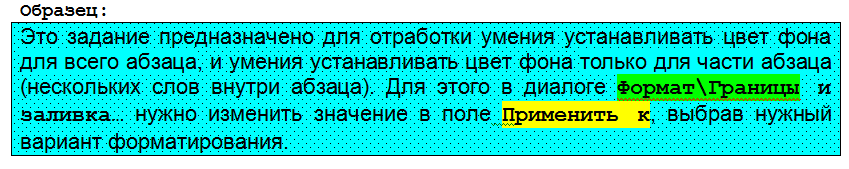 Образец:
Это задание предназначено для отработки умения устанавливать цвет фона
для всего абзаца, и умения устанавливать цвет фона только для части абзаца
(нескольких слов внутри абзаца). Для этого в диалоге Формат\Границы и
заливка… нужно изменить значение в поле Применить к, выбрав нужный
вариант форматирования.